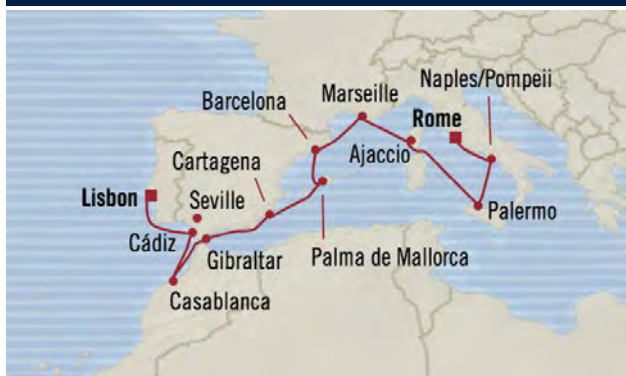 Naples/Pompeii
Marseille
Barcelona
Rome
Cartagena
Ajaccio
Lisbon
Seville
Palermo
Cádiz
Gibraltar
Palma de Mallorca
Casablanca